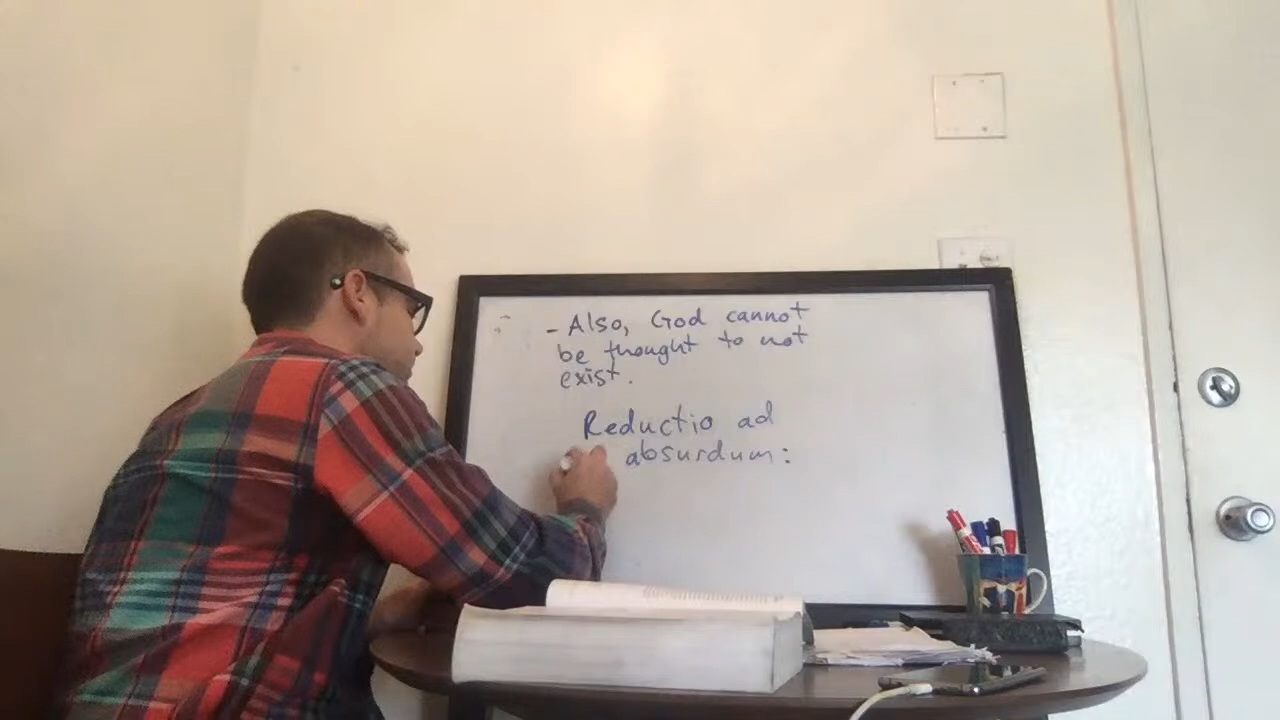 - Also, God cannot
be thought to not
exist.
Reductio ad
absurdum: